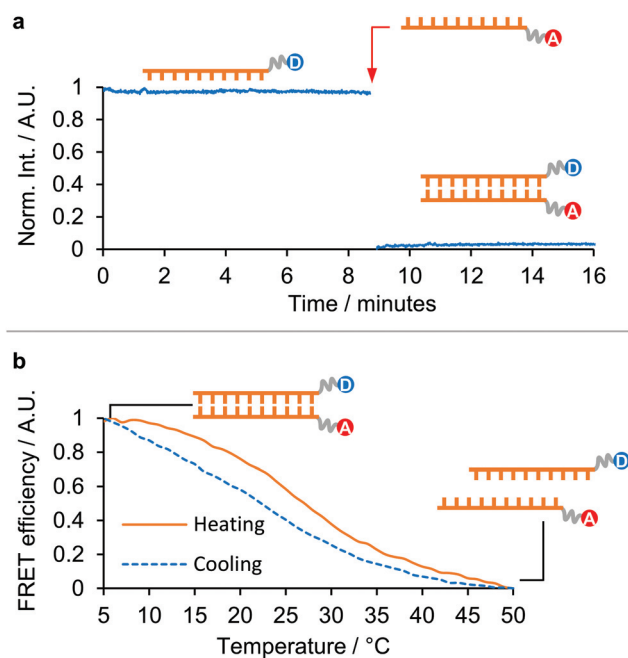 a
D
A
1
0.8
0.6
0.4
0.2
0
Norm. Int. / A.U.
D
A
0 2 4 6 8 10 12 14 16
Time / minutes
b
D
A
1
0.8
0.6
0.4
0.2
0
FRET efficiency / A.U.
D
A
Heating
Cooling
5 10 15 20 25 30 35 40 45 50
Temperature / °C